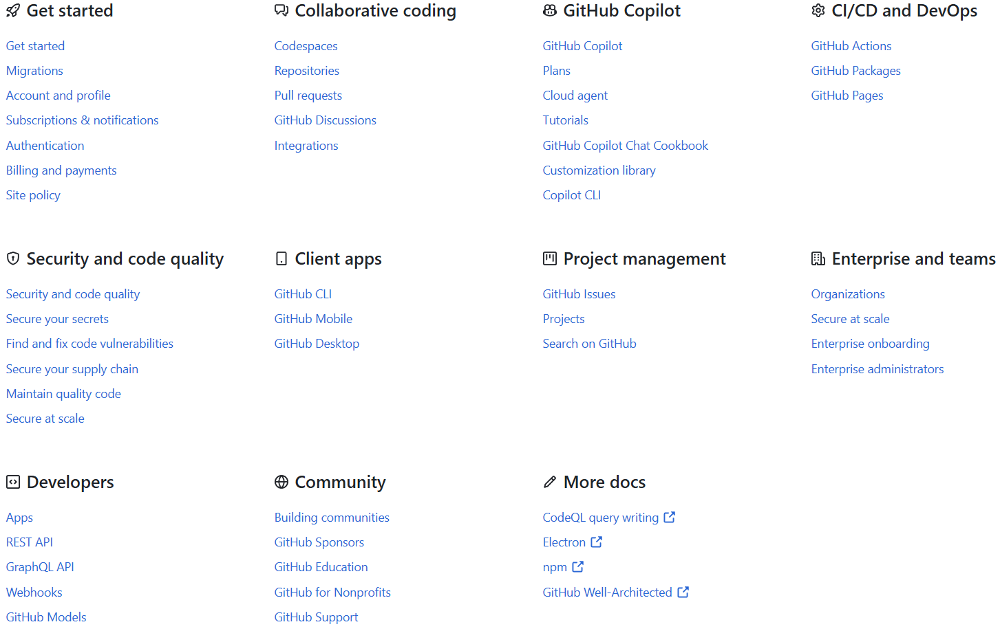 Get started
Get started
Migrations
Account and profile
Subscriptions & notifications
Authentication
Billing and payments
Site policy
Collaborative coding
Codespaces
Repositories
Pull requests
GitHub Discussions
Integrations
GitHub Copilot
GitHub Copilot
Plans
Cloud agent
Tutorials
GitHub Copilot Chat Cookbook
Customization library
Copilot CLI
CI/CD and DevOps
GitHub Actions
GitHub Packages
GitHub Pages
Security and code quality
Security and code quality
Secure your secrets
Find and fix code vulnerabilities
Secure your supply chain
Maintain quality code
Secure at scale
Client apps
GitHub CLI
GitHub Mobile
GitHub Desktop
Project management
GitHub Issues
Projects
Search on GitHub
Enterprise and teams
Organizations
Secure at scale
Enterprise onboarding
Enterprise administrators
Developers
Apps
REST API
GraphQL API
Webhooks
GitHub Models
Community
Building communities
GitHub Sponsors
GitHub Education
GitHub for Nonprofits
GitHub Support
More docs
CodeQL query writing
Electron
npm
GitHub Well-Architected